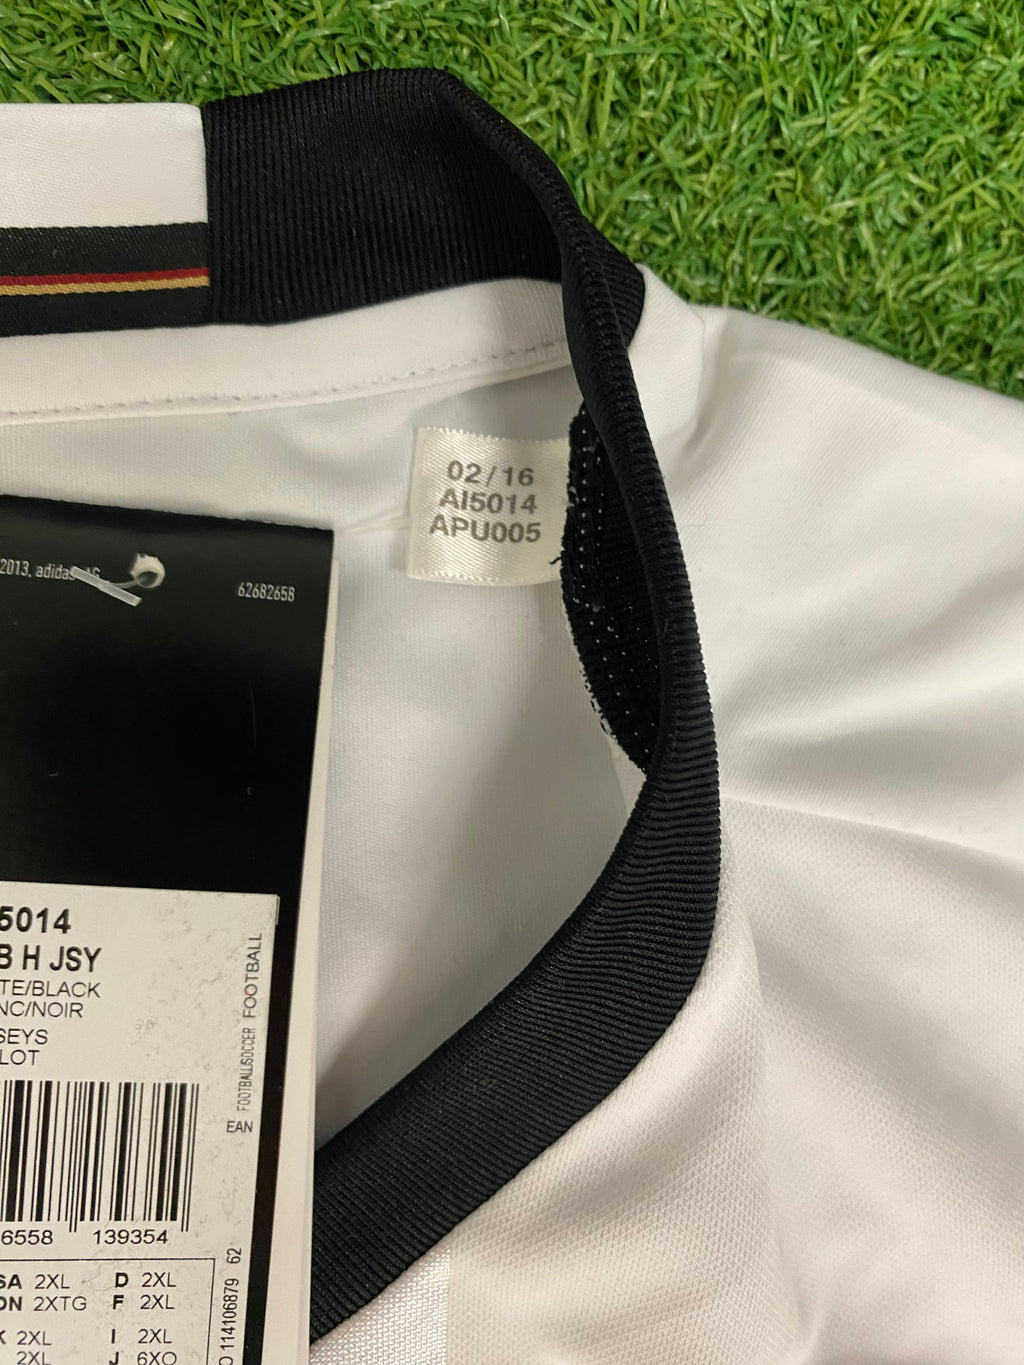 02/16
AI5014
APU005
2013, adidas AG
62682658
5014
B H JSY
TE/BLACK
NC/NOIR
SEYS
LOT
FOOTBALL/SOCCER FOOTBALL
EAN
6558 139354
SA 2XL D 2XL
ON 2XTG F 2XL
K 2XL I 2XL
2XL J 6XO
O 114106879 62